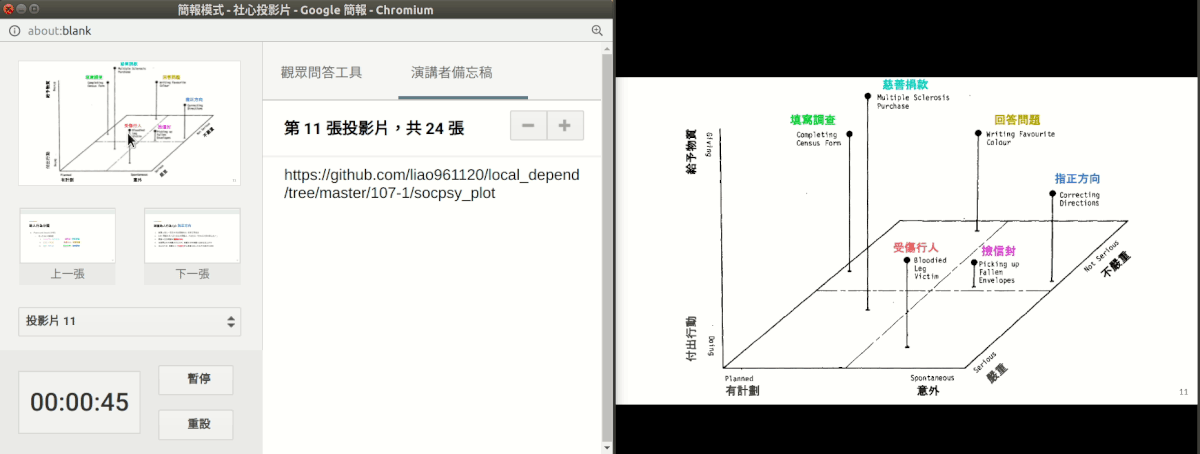 簡報模式 - 社心投影片 - Google 簡報 - Chromium
about:blank
觀眾問答工具
演講者備忘稿
第 11 張投影片，共 24 張
https://github.com/liao961120/local_depend
/tree/master/107-1/socpsy_plot
慈善捐款
Multiple Sclerosis
Purchase
填寫調查
Completing
Census Form
回答問題
Writing Favourite
Colour
指正方向
Correcting
Directions
受傷行人
Bloodied
Leg
Victim
撿信封
Picking up
Fallen
Envelopes
給予物質
Giving
付出行動
Doing
Planned
有計劃
Spontaneous
意外
Serious
嚴重
Not Serious
不嚴重
11
上一張
下一張
投影片 11
00:00:45
暫停
重設